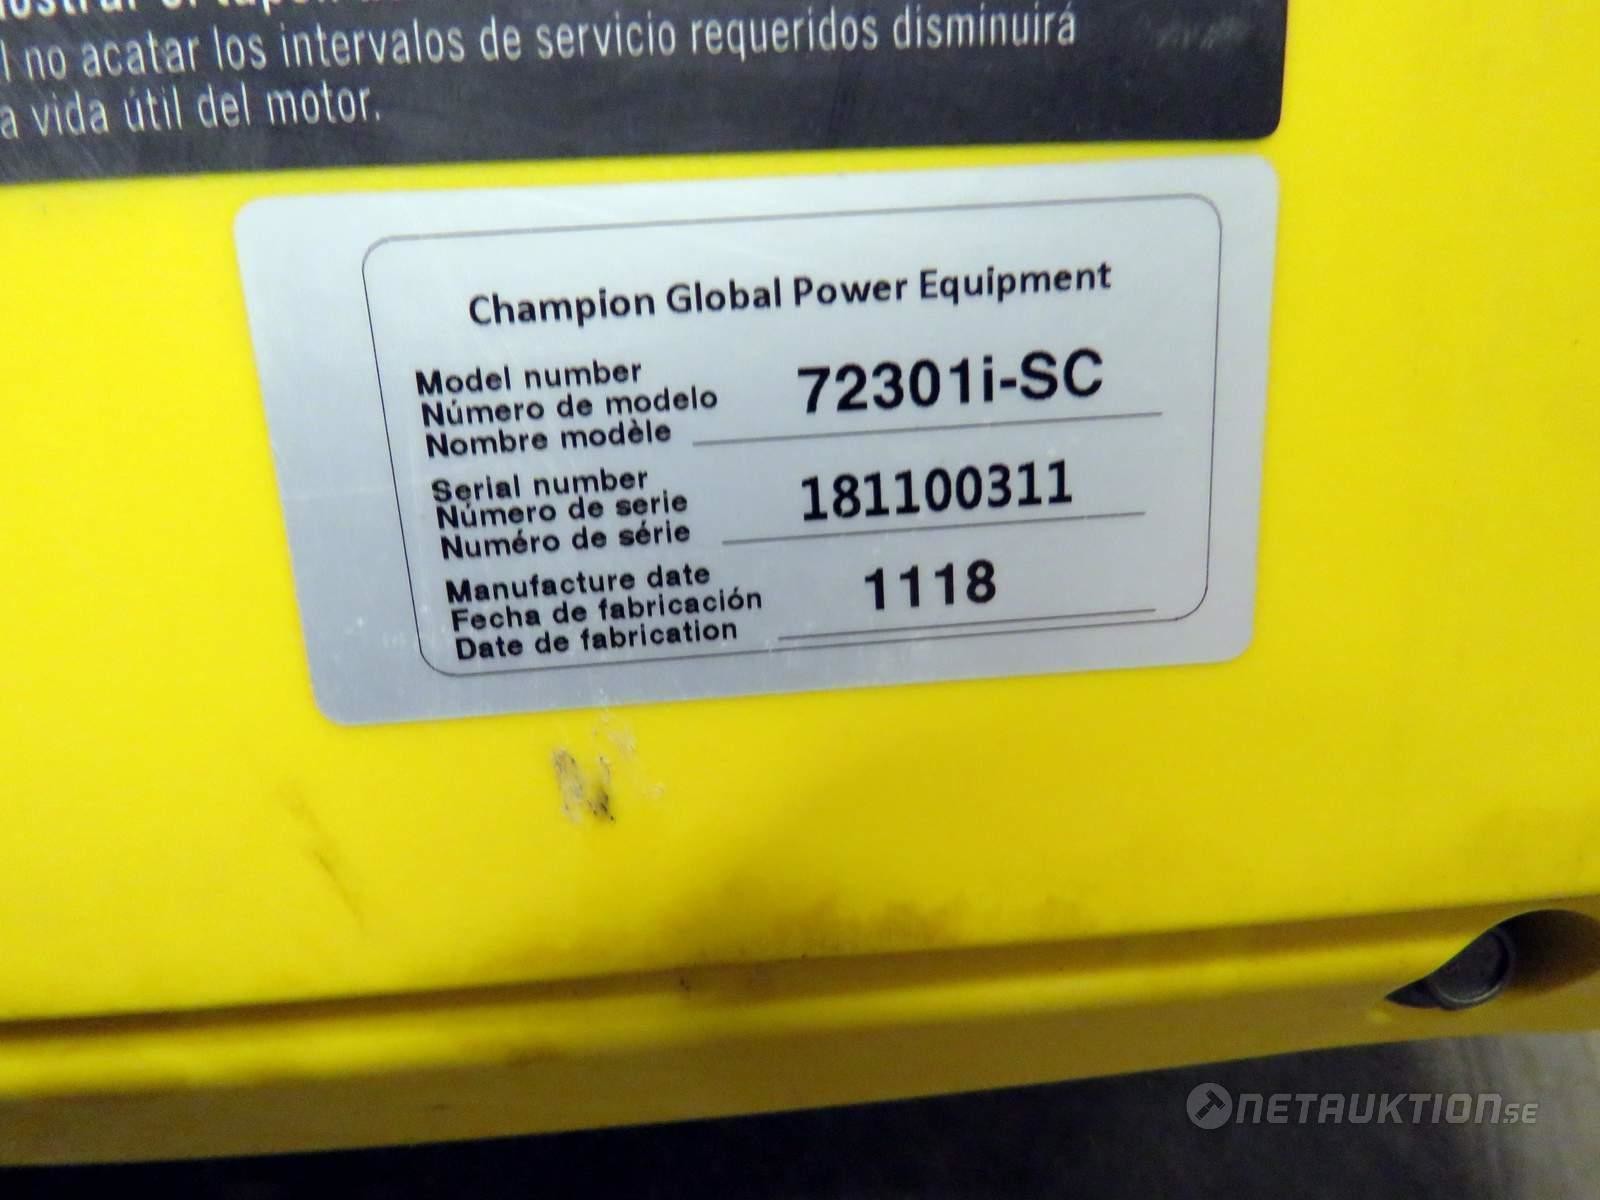 no acatar los intervalos de servicio requeridos disminuirá
a vida útil del motor.
Champion Global Power Equipment
Model number
Número de modelo
Nombre modèle
72301i-SC
Serial number
Número de serie
Numéro de série
181100311
Manufacture date
Fecha de fabricación
Date de fabrication
1118
NETAUKTION.SE